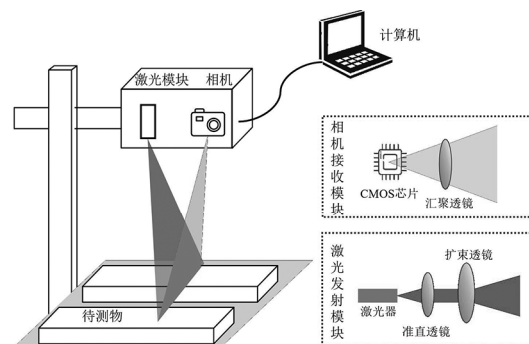 计算机
激光模块
相机
待测物
相机接收模块
CMOS芯片
汇聚透镜
激光发射模块
扩束透镜
激光器
准直透镜